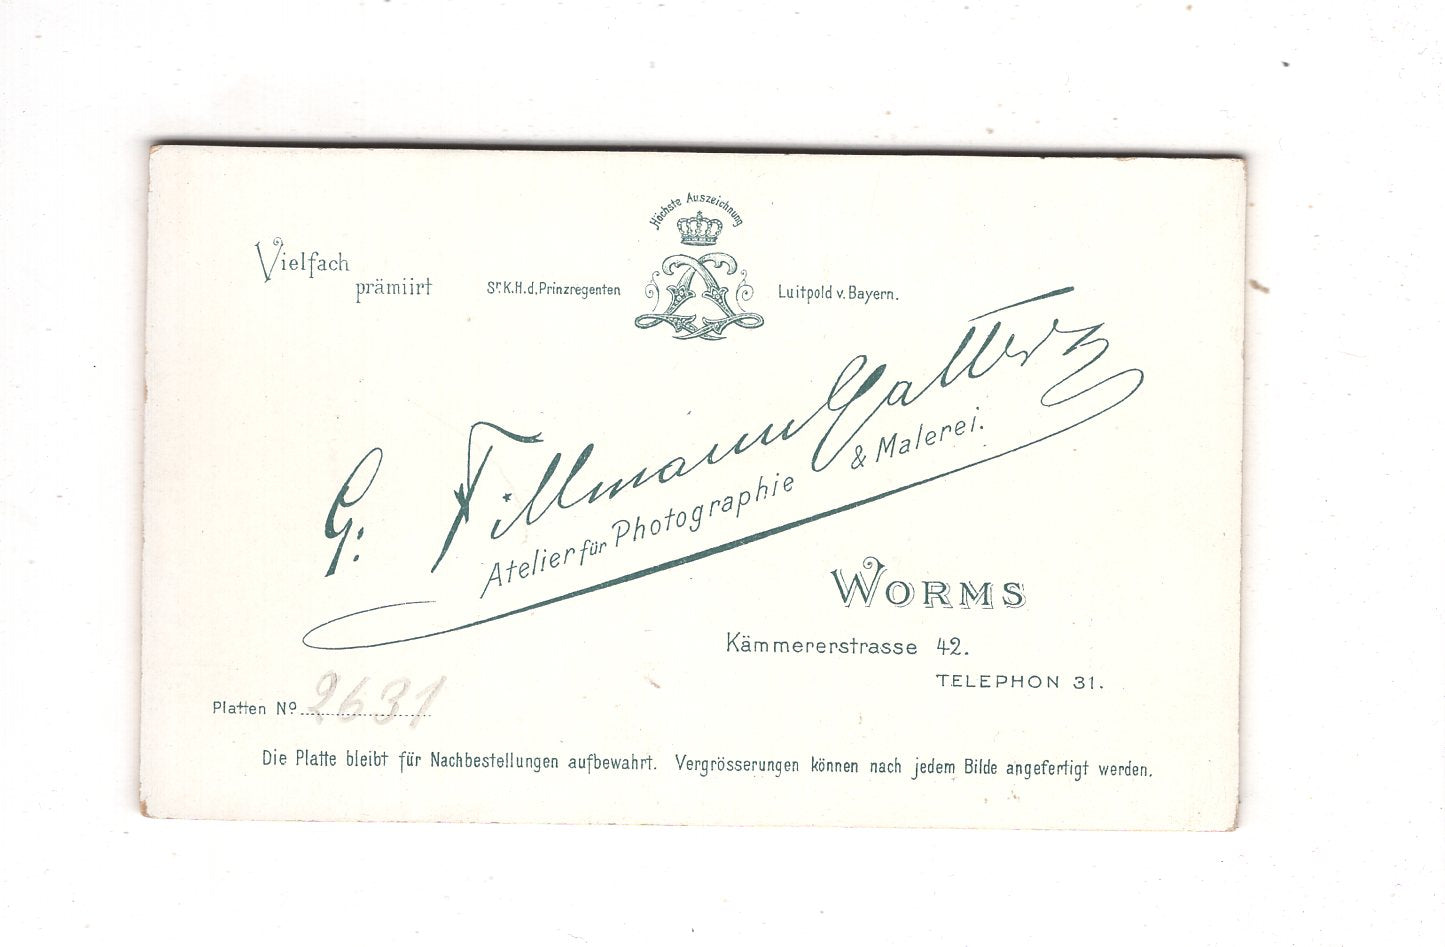 Höchste Auszeichnung
Vielfach
prämiirt
Sr. K. H. d. Prinzregenten Luitpold v. Bayern.
G. Tillmann Matter
Atelier für Photographie & Malerei.
WORMS
Kämmererstrasse 42.
TELEPHON 31.
Platten No 2631
Die Platte bleibt für Nachbestellungen aufbewahrt. Vergrösserungen können nach jedem Bilde angefertigt werden.